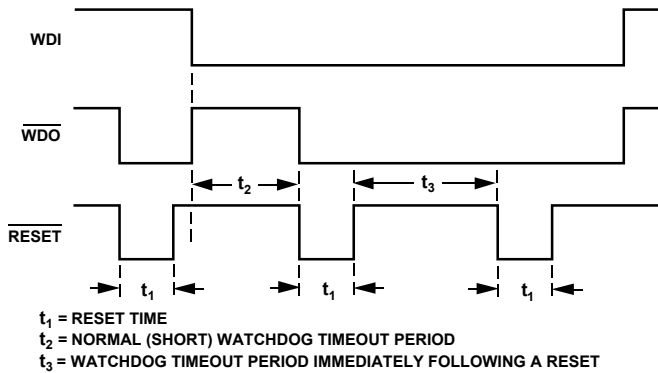 WDI
WDO
t2
t3
RESET
t1
t1
t1
t1 = RESET TIME
t2 = NORMAL (SHORT) WATCHDOG TIMEOUT PERIOD
t3 = WATCHDOG TIMEOUT PERIOD IMMEDIATELY FOLLOWING A RESET